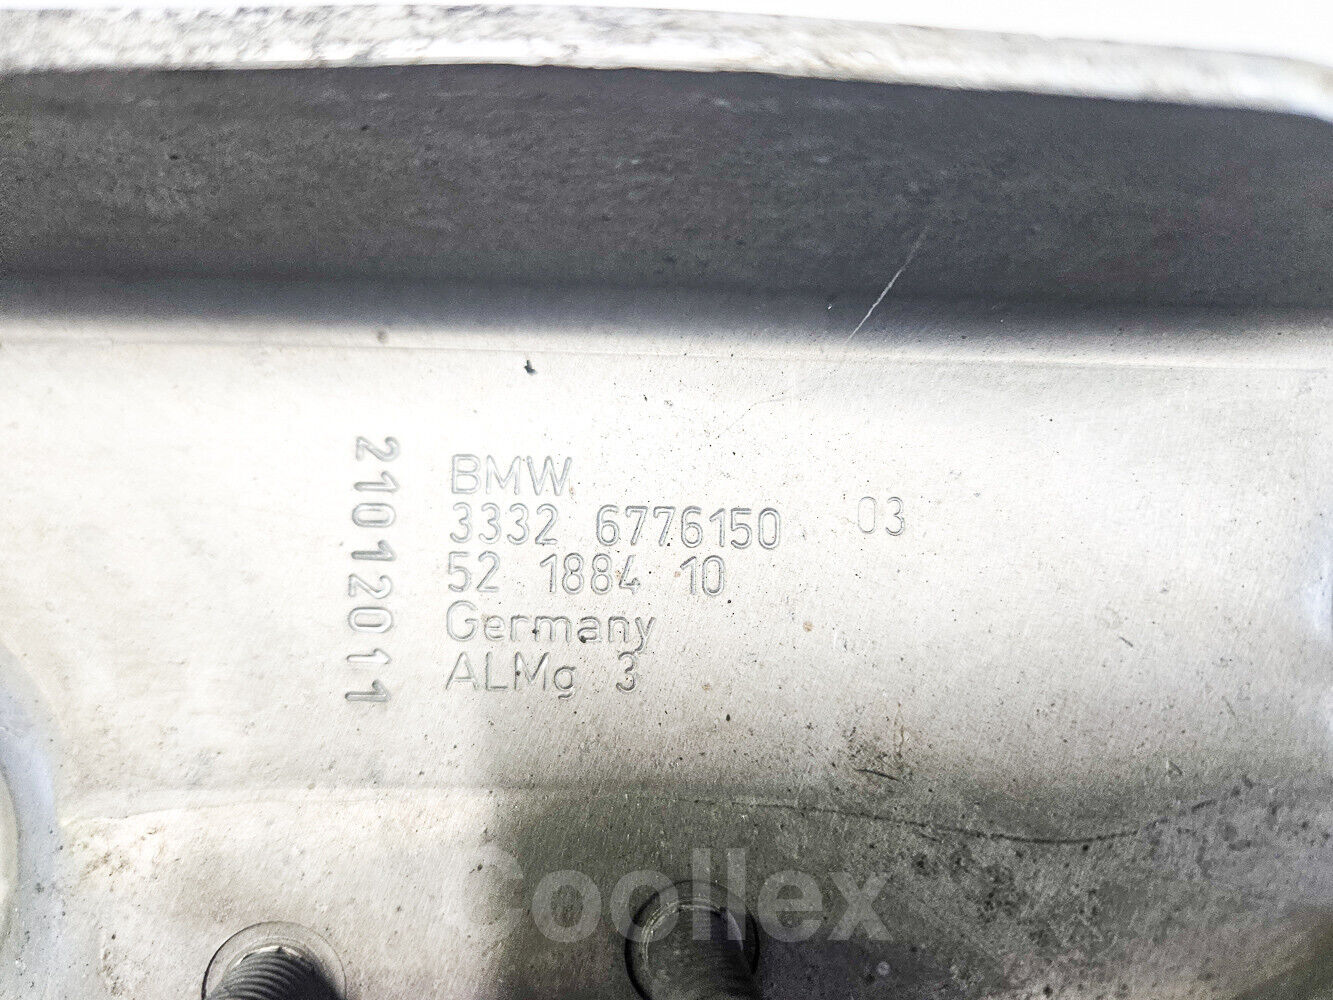 BMW
3332 6776150 03
52 1884 10
Germany
ALMg 3
21012011
Coollex